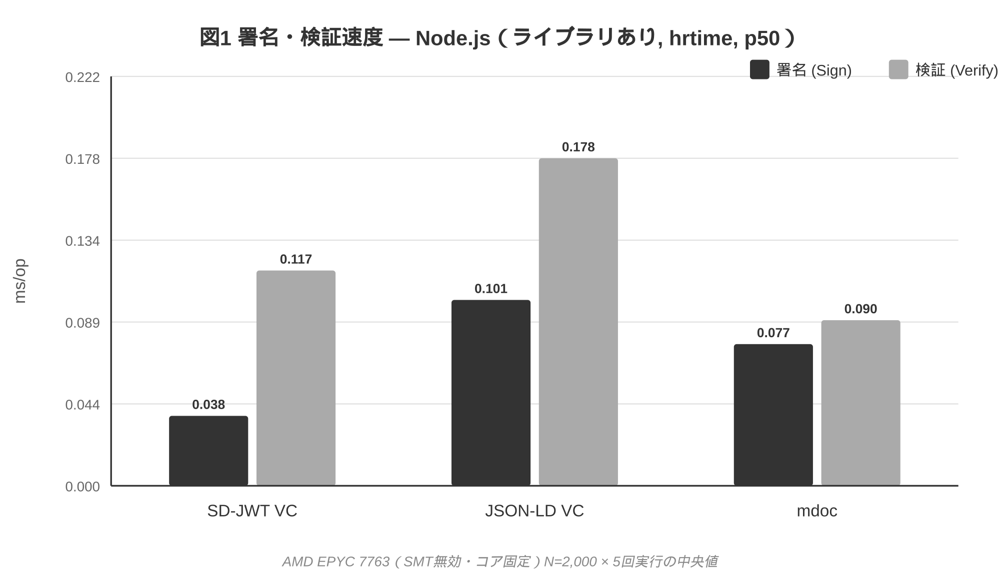 図1 署名・検証速度 — Node.js（ライブラリあり, hrtime, p50）
署名 (Sign)
検証 (Verify)
0.222
0.178
0.134
0.089
0.044
0.000
ms/op
0.038
0.117
0.101
0.178
0.077
0.090
SD-JWT VC
JSON-LD VC
mdoc
AMD EPYC 7763（SMT無効・コア固定）N=2,000 × 5回実行の中央値